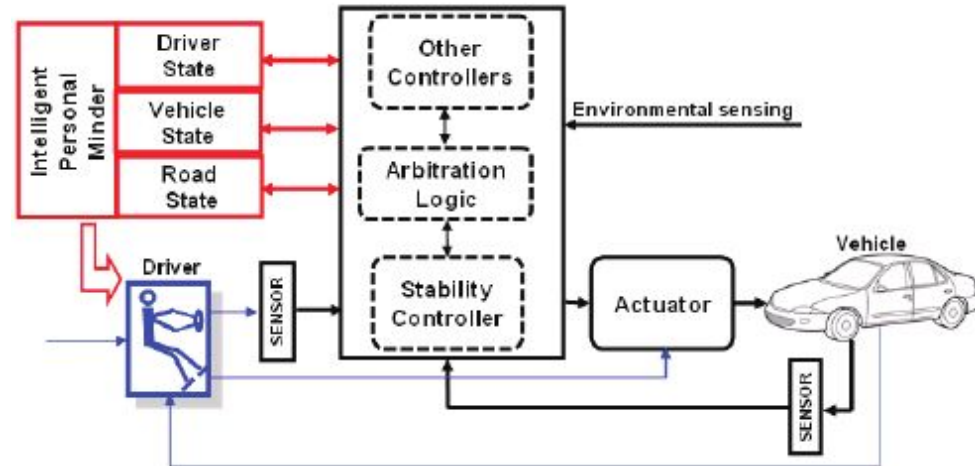 Intelligent
Personal
Minder
Driver
State
Vehicle
State
Road
State
Other
Controllers
Arbitration
Logic
Stability
Controller
Environmental sensing
Driver
SENSOR
Actuator
Vehicle
SENSOR